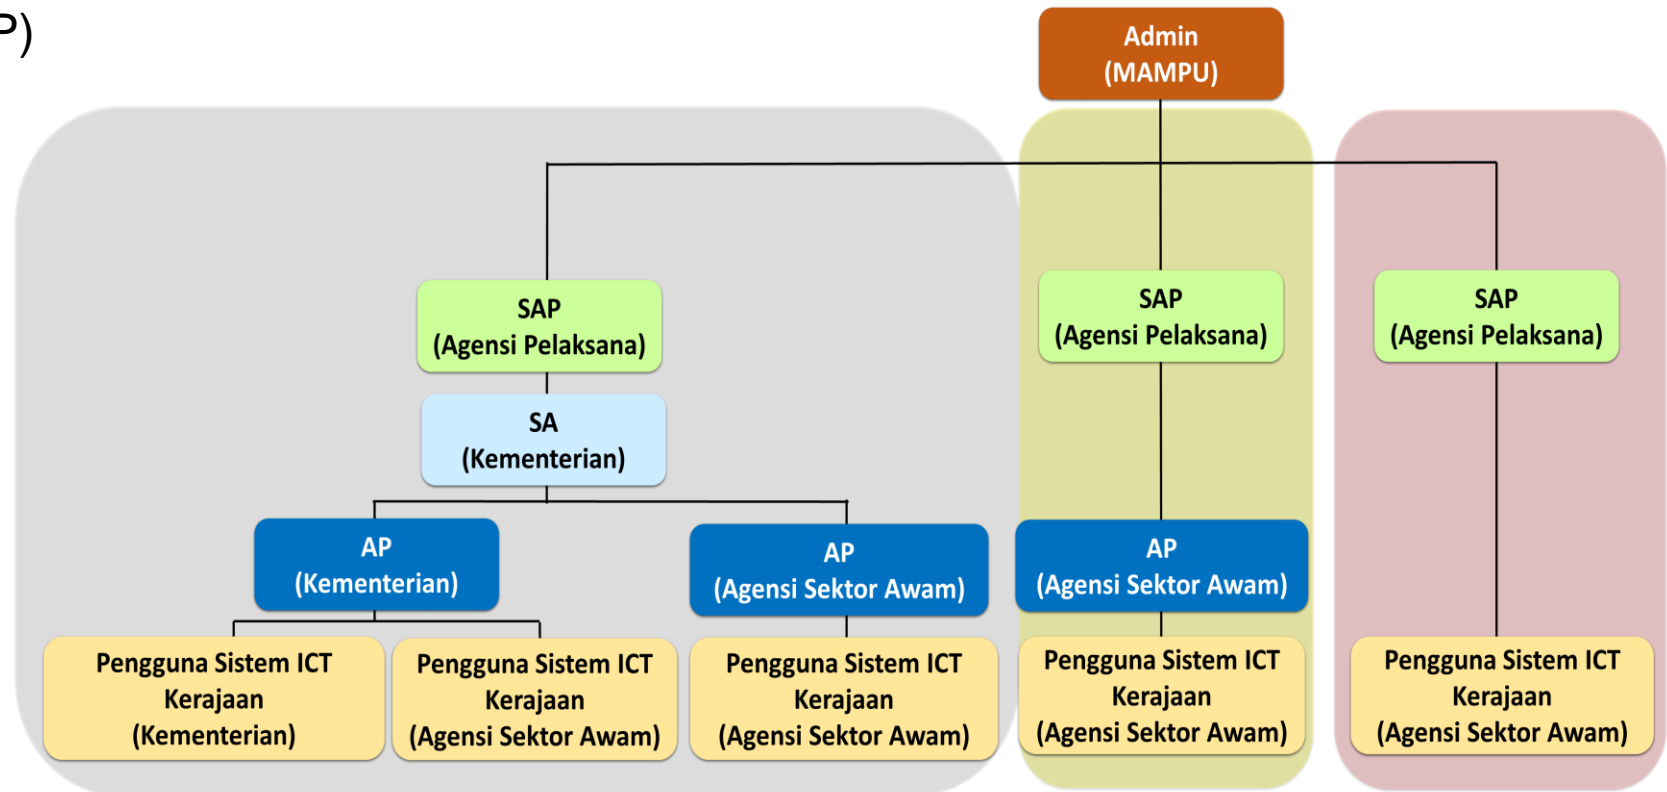 P)
Admin
(MAMPU)
SAP
(Agensi Pelaksana)
SAP
(Agensi Pelaksana)
SAP
(Agensi Pelaksana)
SA
(Kementerian)
AP
(Kementerian)
AP
(Agensi Sektor Awam)
AP
(Agensi Sektor Awam)
Pengguna Sistem ICT
Kerajaan
(Kementerian)
Pengguna Sistem ICT
Kerajaan
(Agensi Sektor Awam)
Pengguna Sistem ICT
Kerajaan
(Agensi Sektor Awam)
Pengguna Sistem ICT
Kerajaan
(Agensi Sektor Awam)
Pengguna Sistem ICT
Kerajaan
(Agensi Sektor Awam)